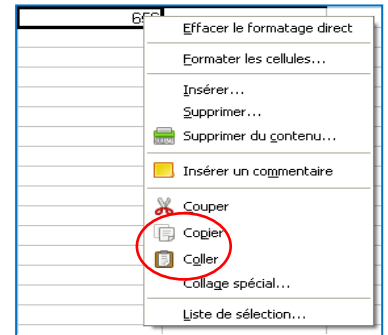 Effacer le formatage direct
Formater les cellules...
Insérer...
Supprimer...
Supprimer du contenu...
Insérer un commentaire
Couper
Copier
Coller
Collage spécial...
Liste de sélection...